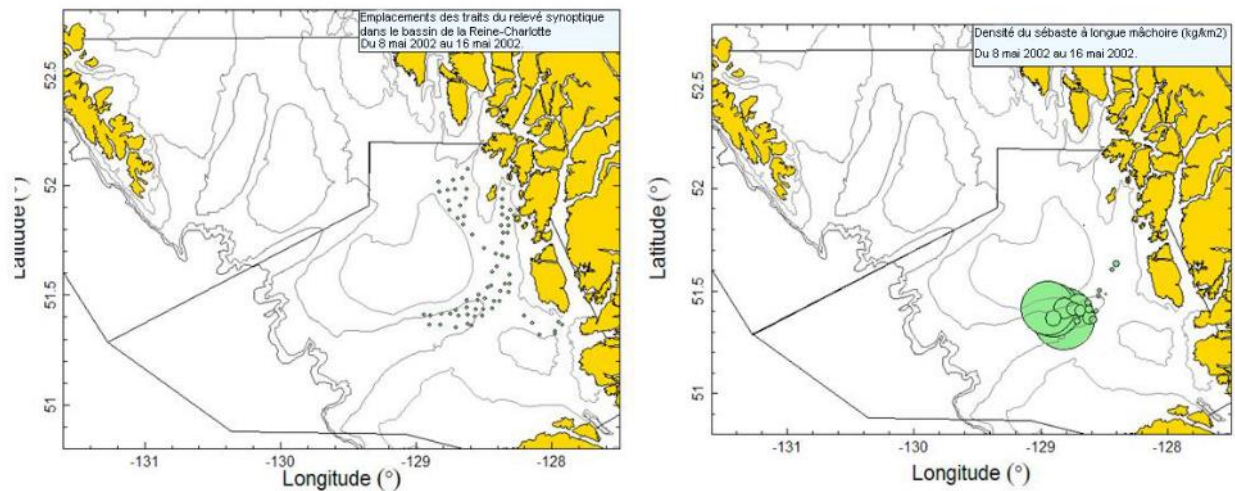 Emplacements des traits du relevé synoptique
dans le bassin de la Reine-Charlotte
Du 8 mai 2002 au 16 mai 2002.
52.5
52
51.5
51
Latitude (°)
-131
-130
-129
-128
Longitude (°)
Densité du sébaste à longue mâchoire (kg/km2)
Du 8 mai 2002 au 16 mai 2002.
52.5
52
51.5
51
Latitude (°)
-131
-130
-129
-128
Longitude (°)